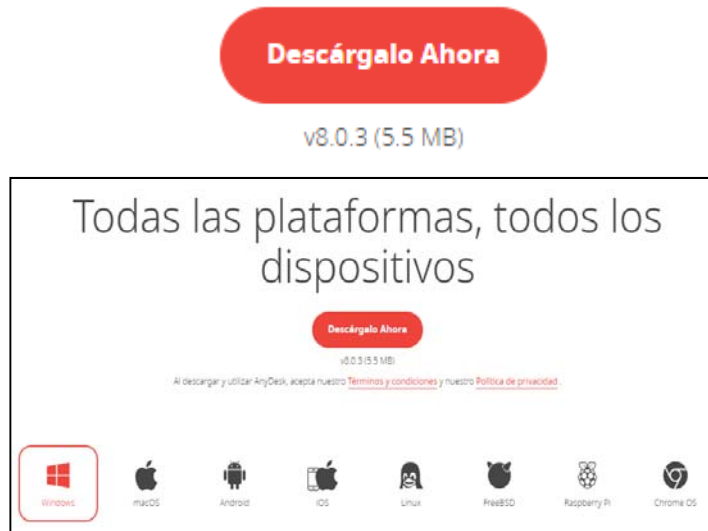 Descárgalo Ahora
v8.0.3 (5.5 MB)
Todas las plataformas, todos los
dispositivos
Descárgalo Ahora
v8.0.3 (5.5 MB)
Al descargar y utilizar AnyDesk, acepta nuestro Términos y condiciones y nuestro Política de privacidad .
Windows macOS Android iOS Linux FreeBSD Raspberry Pi Chrome OS